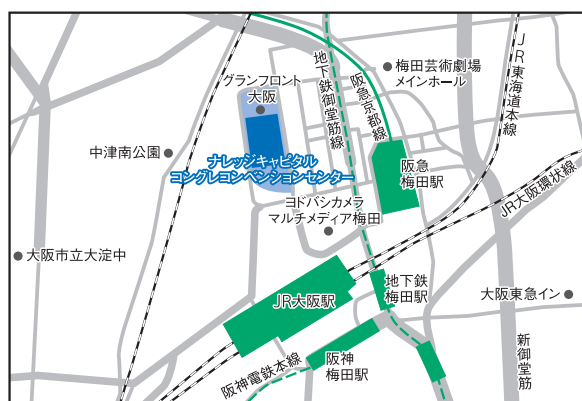 グランフロント
大阪
地下鉄御堂筋線
阪急京都線
梅田芸術劇場
メインホール
JR東海道本線
中津南公園
ナレッジキャピタル
コングレコンベンションセンター
阪急
梅田駅
ヨドバシカメラ
マルチメディア梅田
JR大阪環状線
大阪市立大淀中
JR大阪駅
地下鉄
梅田駅
大阪東急イン
新御堂筋
阪神電鉄本線
阪神
梅田駅